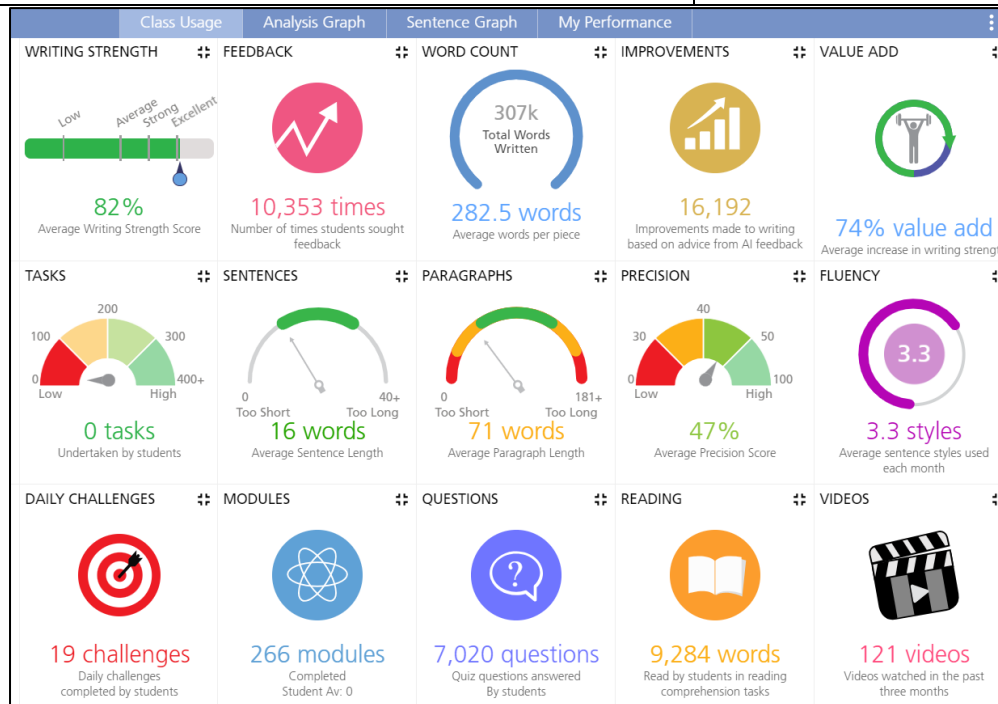 Class Usage
Analysis Graph
Sentence Graph
My Performance
WRITING STRENGTH
Low
Average
Strong
Excellent
82%
Average Writing Strength Score
FEEDBACK
10,353 times
Number of times students sought
feedback
WORD COUNT
307k
Total Words
Written
282.5 words
Average words per piece
IMPROVEMENTS
16,192
Improvements made to writing
based on advice from AI feedback
VALUE ADD
74% value add
Average increase in writing strengt
TASKS
0
100
200
300
400+
Low
High
0 tasks
Undertaken by students
SENTENCES
0
40+
Too Short
Too Long
16 words
Average Sentence Length
PARAGRAPHS
0
181+
Too Short
Too Long
71 words
Average Paragraph Length
PRECISION
0
30
40
50
100
Low
High
47%
Average Precision Score
FLUENCY
3.3
3.3 styles
Average sentence styles used
each month
DAILY CHALLENGES
19 challenges
Daily challenges
completed by students
MODULES
266 modules
Completed
Student Av: 0
QUESTIONS
?
7,020 questions
Quiz questions answered
By students
READING
9,284 words
Read by students in reading
comprehension tasks
VIDEOS
121 videos
Videos watched in the past
three months